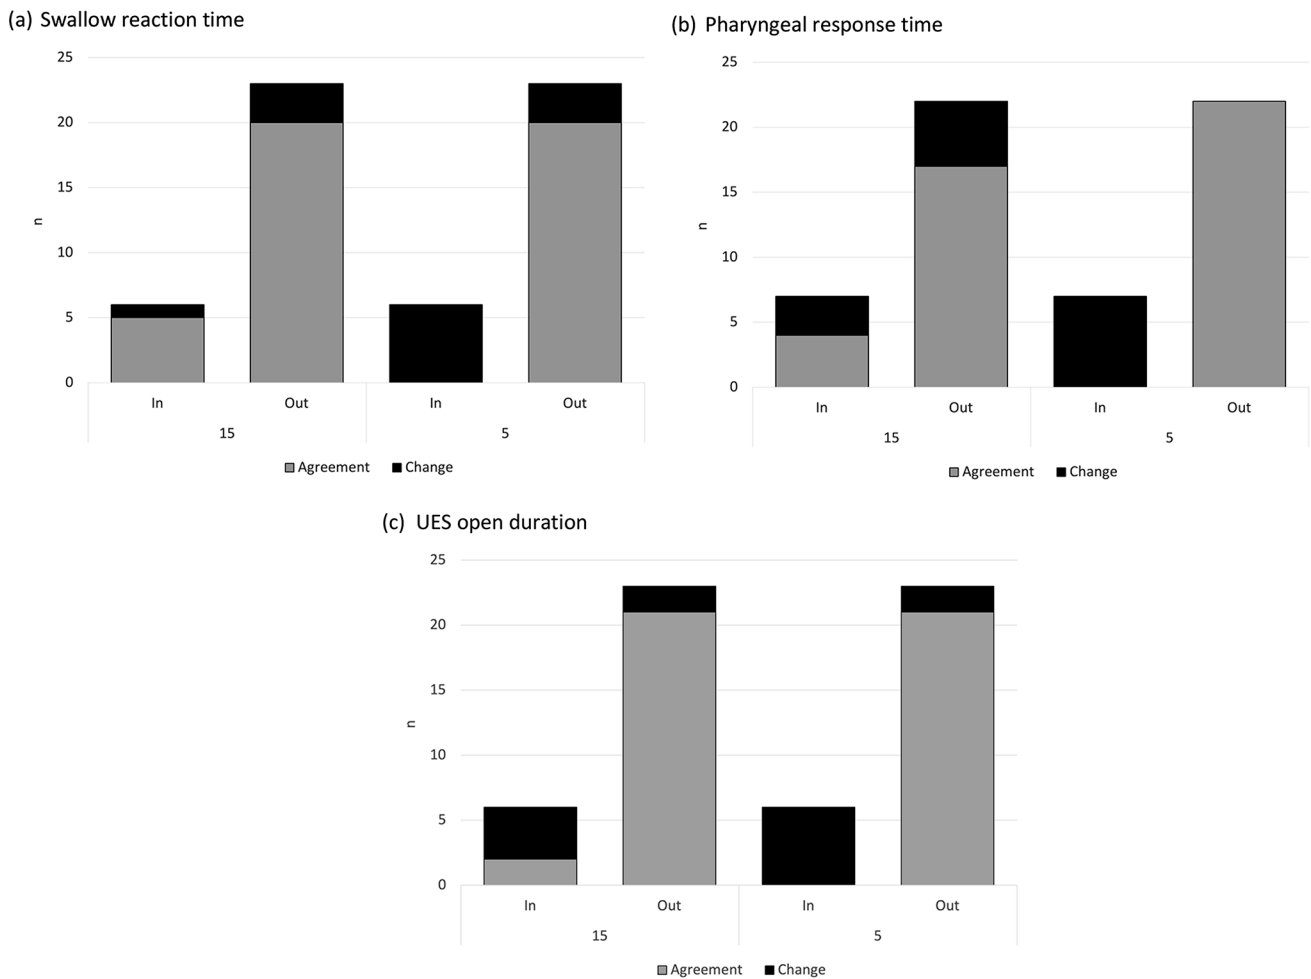 (a) Swallow reaction time
25
20
15
10
5
0
n
In Out In Out
15 5
Agreement Change
(b) Pharyngeal response time
25
20
15
10
5
0
n
In Out In Out
15 5
Agreement Change
(c) UES open duration
25
20
15
10
5
0
n
In Out In Out
15 5
Agreement Change